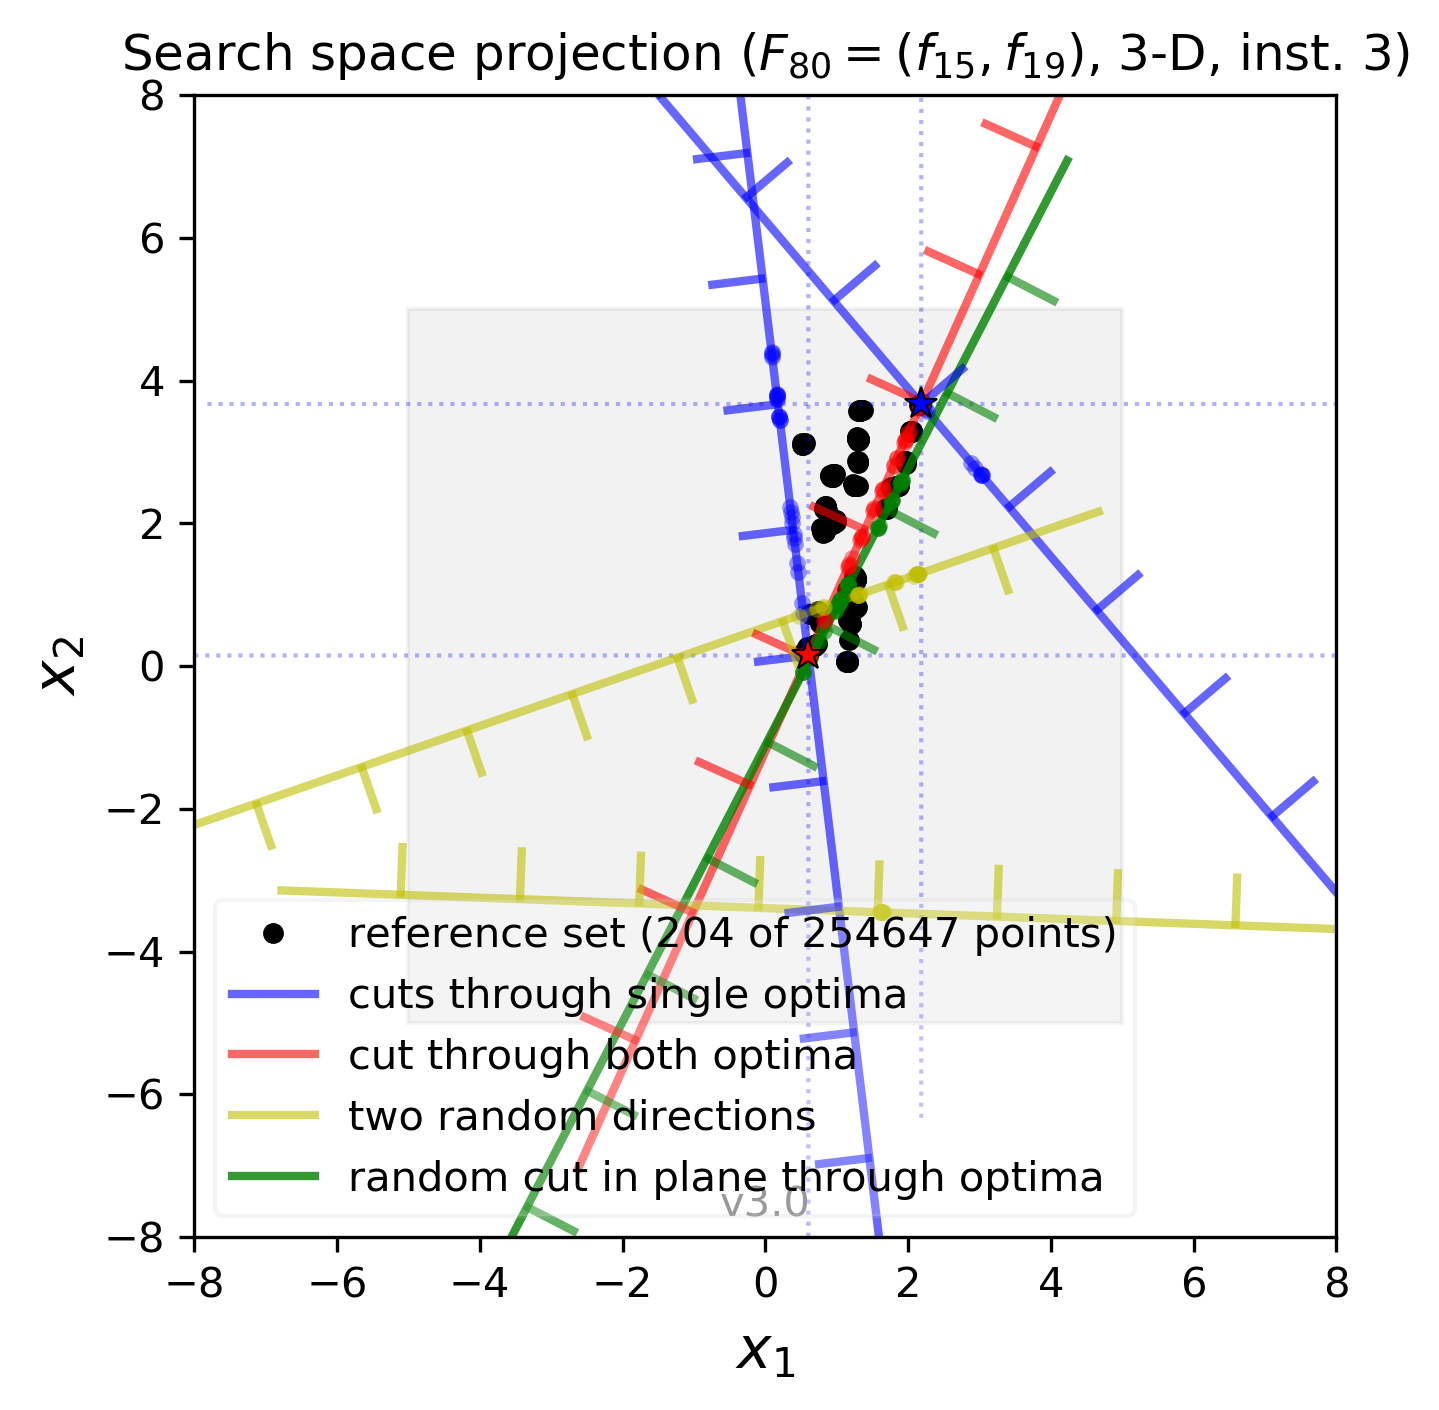 Search space projection (F80 = (f15, f19), 3-D, inst. 3)
8
6
4
2
0
−2
−4
−6
−8
x2
reference set (204 of 254647 points)
cuts through single optima
cut through both optima
two random directions
random cut in plane through optima
v3.0
−8 −6 −4 −2 0 2 4 6 8
x1